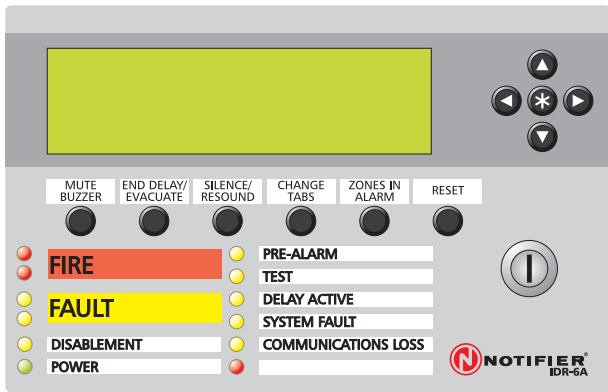 MUTE BUZZER
END DELAY/ EVACUATE
SILENCE/ RESOUND
CHANGE TABS
ZONES IN ALARM
RESET
FIRE
FAULT
DISABLEMENT
POWER
PRE-ALARM
TEST
DELAY ACTIVE
SYSTEM FAULT
COMMUNICATIONS LOSS
N NOTIFIER®
IDR-6A